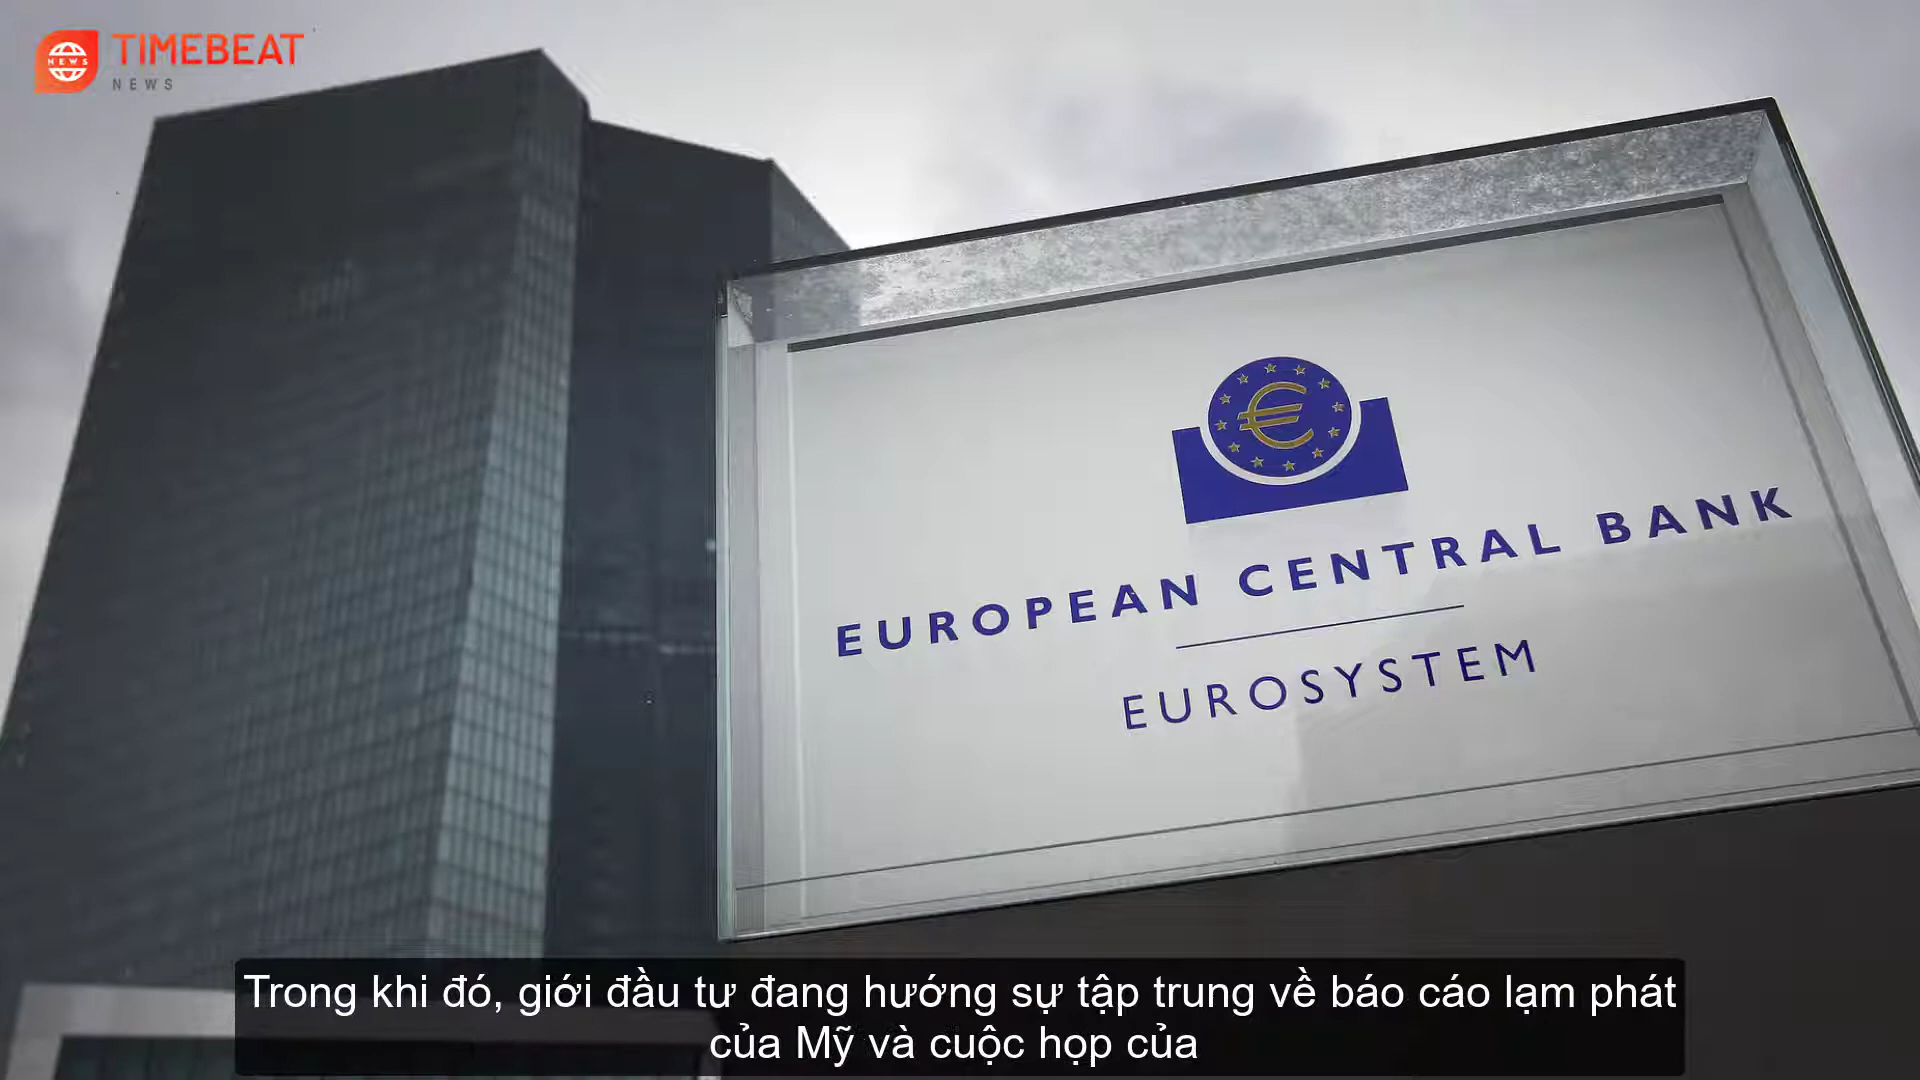 TIMEBEAT
NEWS
NEWS
EUROPEAN CENTRAL BANK
EUROSYSTEM
Trong khi đó, giới đầu tư đang hướng sự tập trung về báo cáo lạm phát
của Mỹ và cuộc họp của